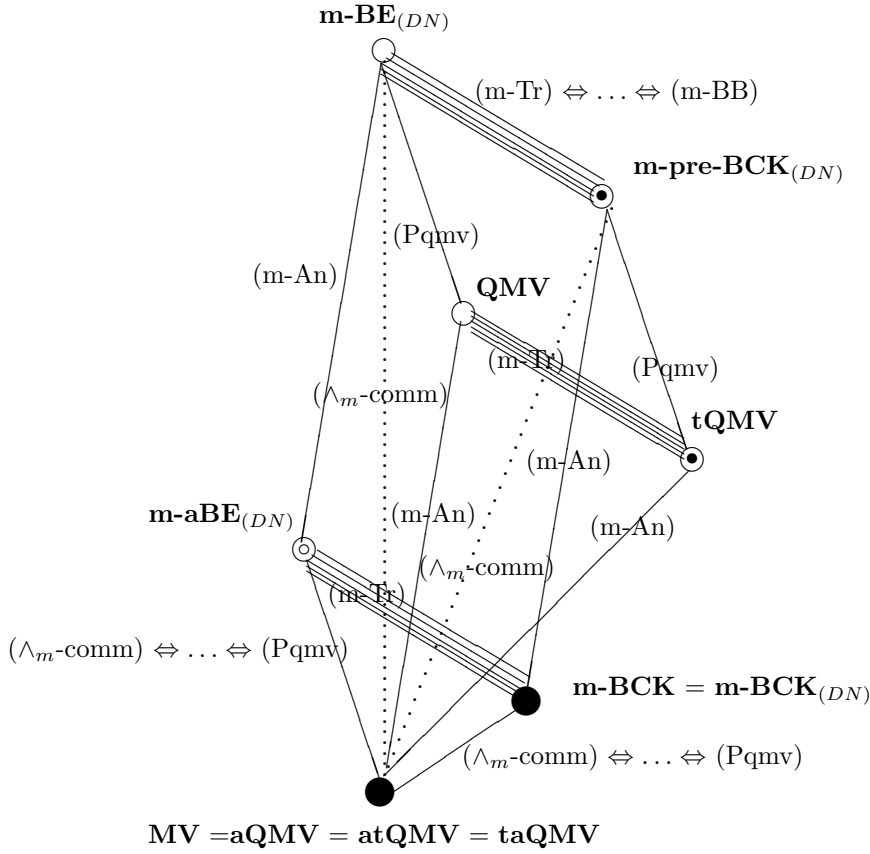 m-BE(DN)
(m-Tr) ⇔ . . . ⇔ (m-BB)
m-pre-BCK(DN)
(Pqmv)
(m-An)
QMV
(m-Tr)
(Pqmv)
(∧m-comm)
tQMV
(m-An)
m-aBE(DN)
(m-An)
(m-An)
(∧m-comm)
(m-Tr)
(∧m-comm) ⇔ . . . ⇔ (Pqmv)
m-BCK = m-BCK(DN)
(∧m-comm) ⇔ . . . ⇔ (Pqmv)
MV =aQMV = atQMV = taQMV